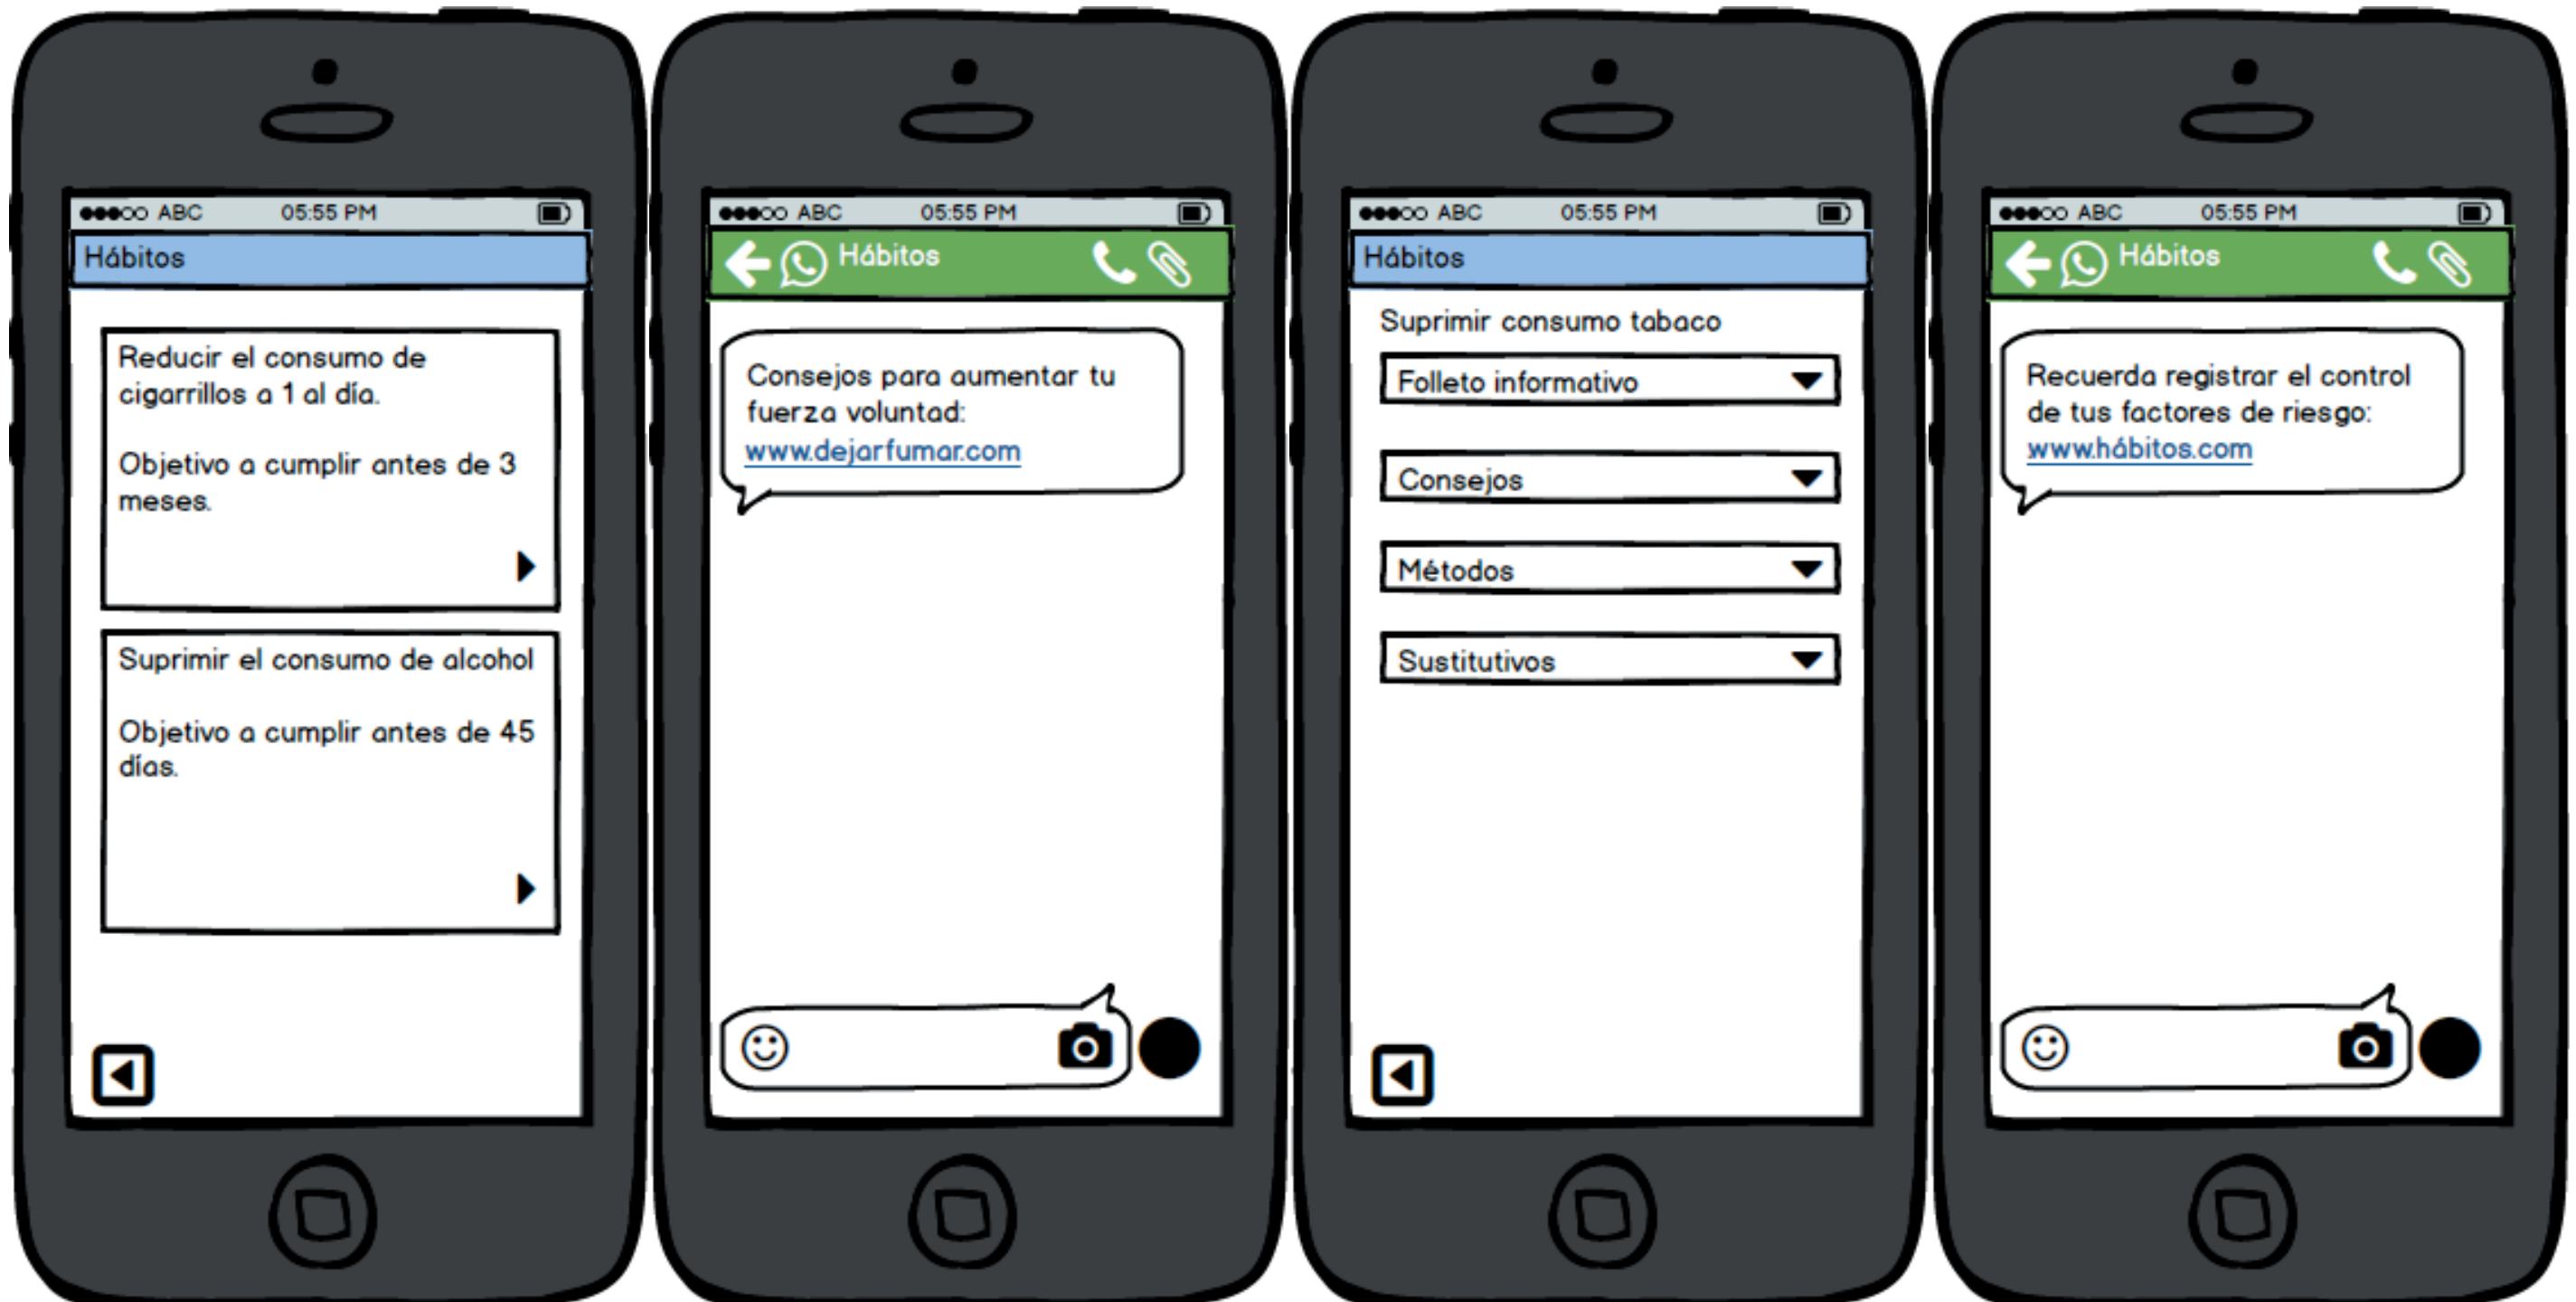 ABC 05:55 PM
Hábitos
Reducir el consumo de
cigarrillos a 1 al día.
Objetivo a cumplir antes de 3
meses.
Suprimir el consumo de alcohol
Objetivo a cumplir antes de 45
días.
ABC 05:55 PM
Hábitos
Consejos para aumentar tu
fuerza voluntad:
www.dejarfumar.com
ABC 05:55 PM
Hábitos
Suprimir consumo tabaco
Folleto informativo
Consejos
Métodos
Sustitutivos
ABC 05:55 PM
Hábitos
Recuerda registrar el control
de tus factores de riesgo:
www.hábitos.com